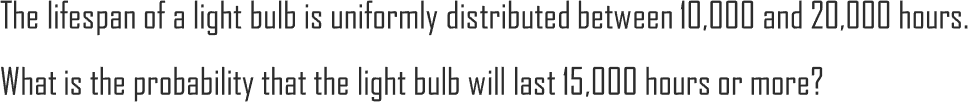 The lifespan of a light bulb is uniformly distributed between 10,000 and 20,000 hours.
What is the probability that the light bulb will last 15,000 hours or more?